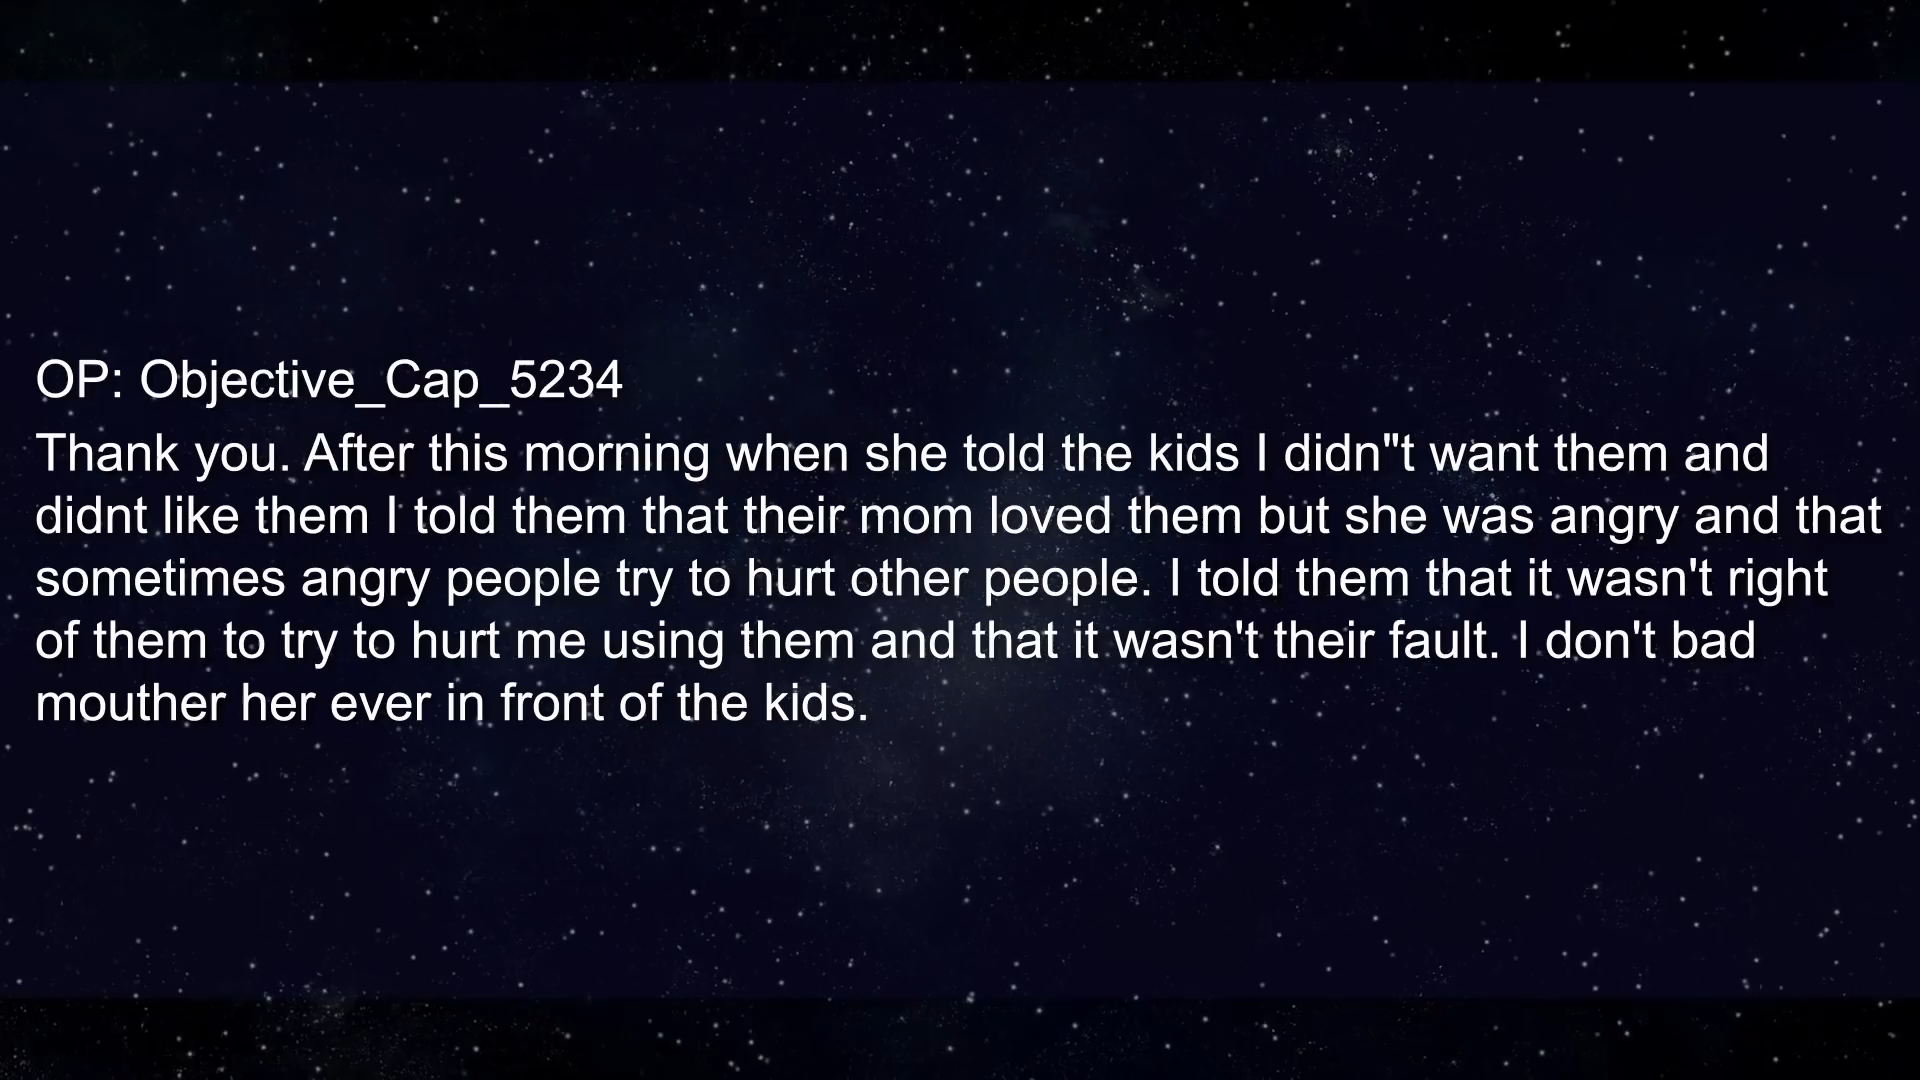 OP: Objective_Cap_5234
Thank you. After this morning when she told the kids I didn"t want them and
didnt like them I told them that their mom loved them but she was angry and that
sometimes angry people try to hurt other people. I told them that it wasn't right
of them to try to hurt me using them and that it wasn't their fault. I don't bad
mouther her ever in front of the kids.